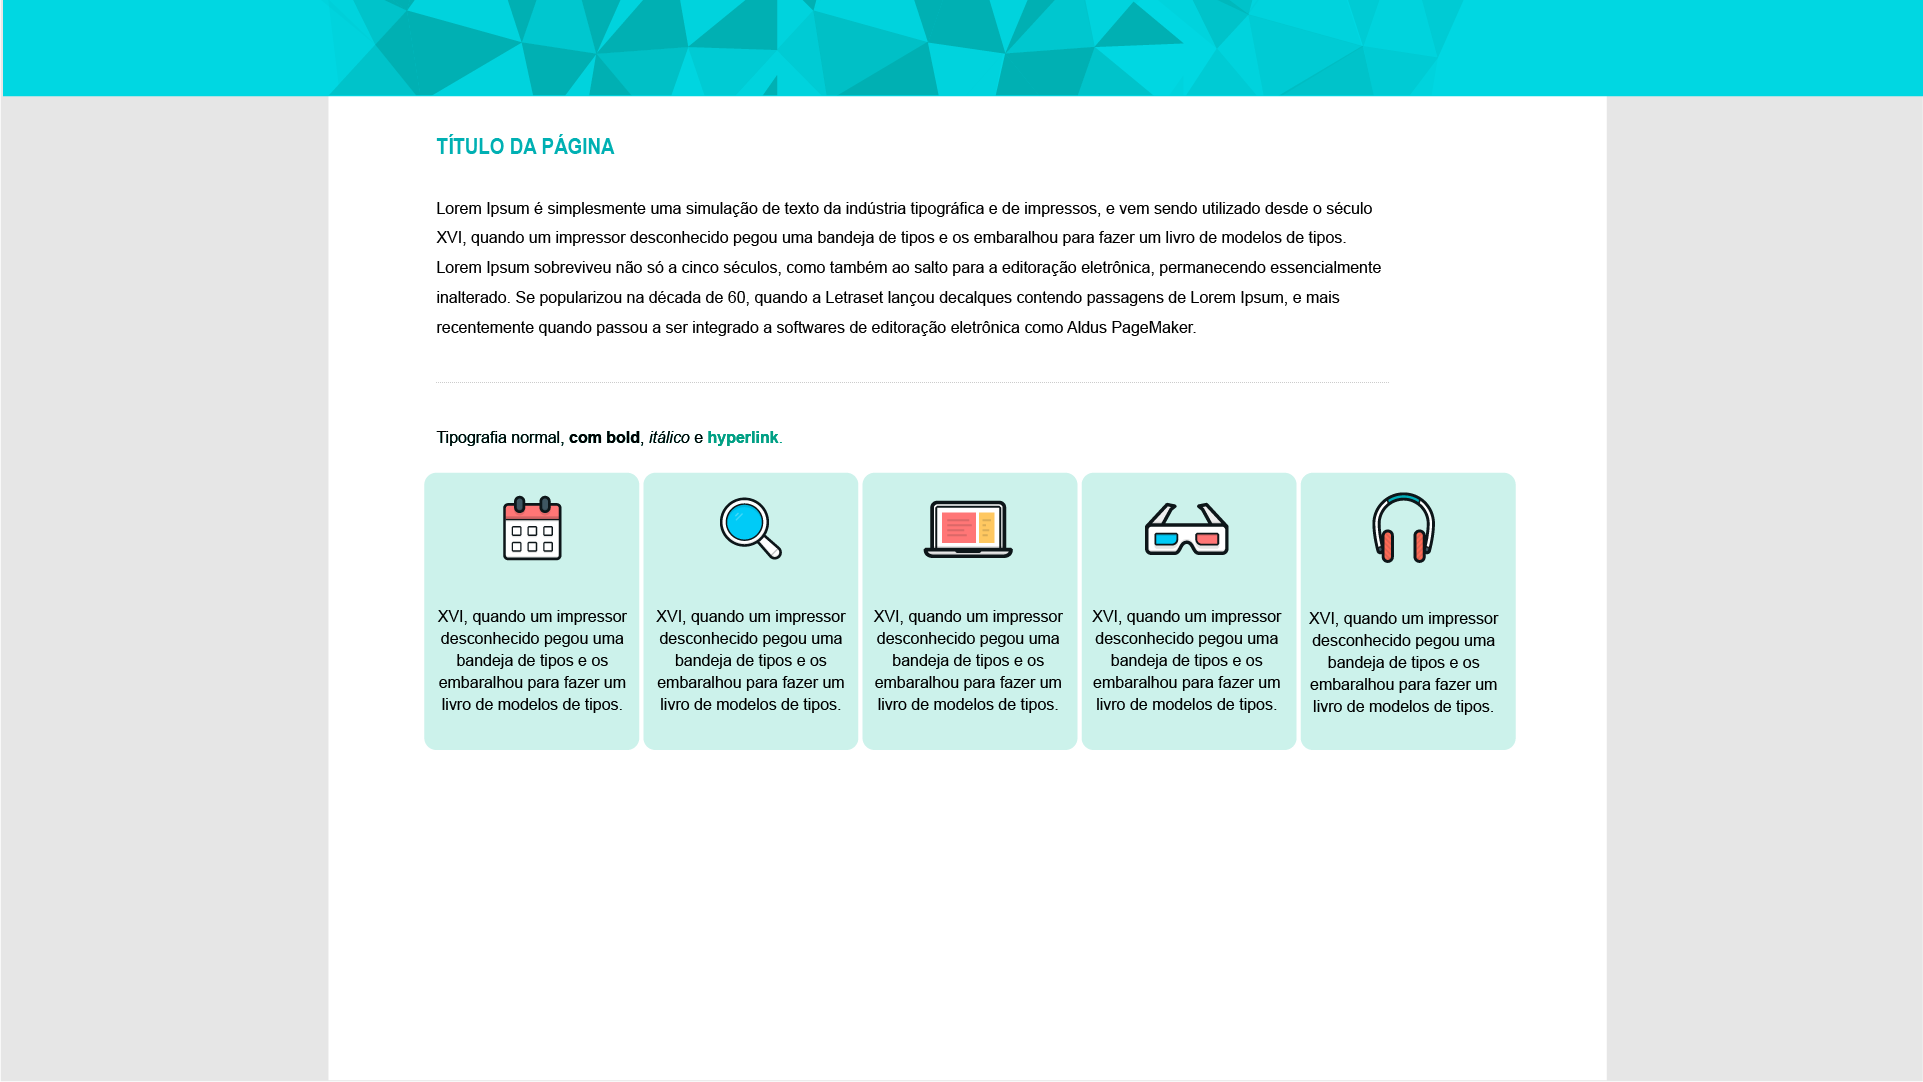 TÍTULO DA PÁGINA
Lorem Ipsum é simplesmente uma simulação de texto da indústria tipográfica e de impressos, e vem sendo utilizado desde o século
XVI, quando um impressor desconhecido pegou uma bandeja de tipos e os embaralhou para fazer um livro de modelos de tipos.
Lorem Ipsum sobreviveu não só a cinco séculos, como também ao salto para a editoração eletrônica, permanecendo essencialmente
inalterado. Se popularizou na década de 60, quando a Letraset lançou decalques contendo passagens de Lorem Ipsum, e mais
recentemente quando passou a ser integrado a softwares de editoração eletrônica como Aldus PageMaker.
Tipografia normal, com bold, itálico e hyperlink.
XVI, quando um impressor
desconhecido pegou uma
bandeja de tipos e os
embaralhou para fazer um
livro de modelos de tipos.
XVI, quando um impressor
desconhecido pegou uma
bandeja de tipos e os
embaralhou para fazer um
livro de modelos de tipos.
XVI, quando um impressor
desconhecido pegou uma
bandeja de tipos e os
embaralhou para fazer um
livro de modelos de tipos.
XVI, quando um impressor
desconhecido pegou uma
bandeja de tipos e os
embaralhou para fazer um
livro de modelos de tipos.
XVI, quando um impressor
desconhecido pegou uma
bandeja de tipos e os
embaralhou para fazer um
livro de modelos de tipos.